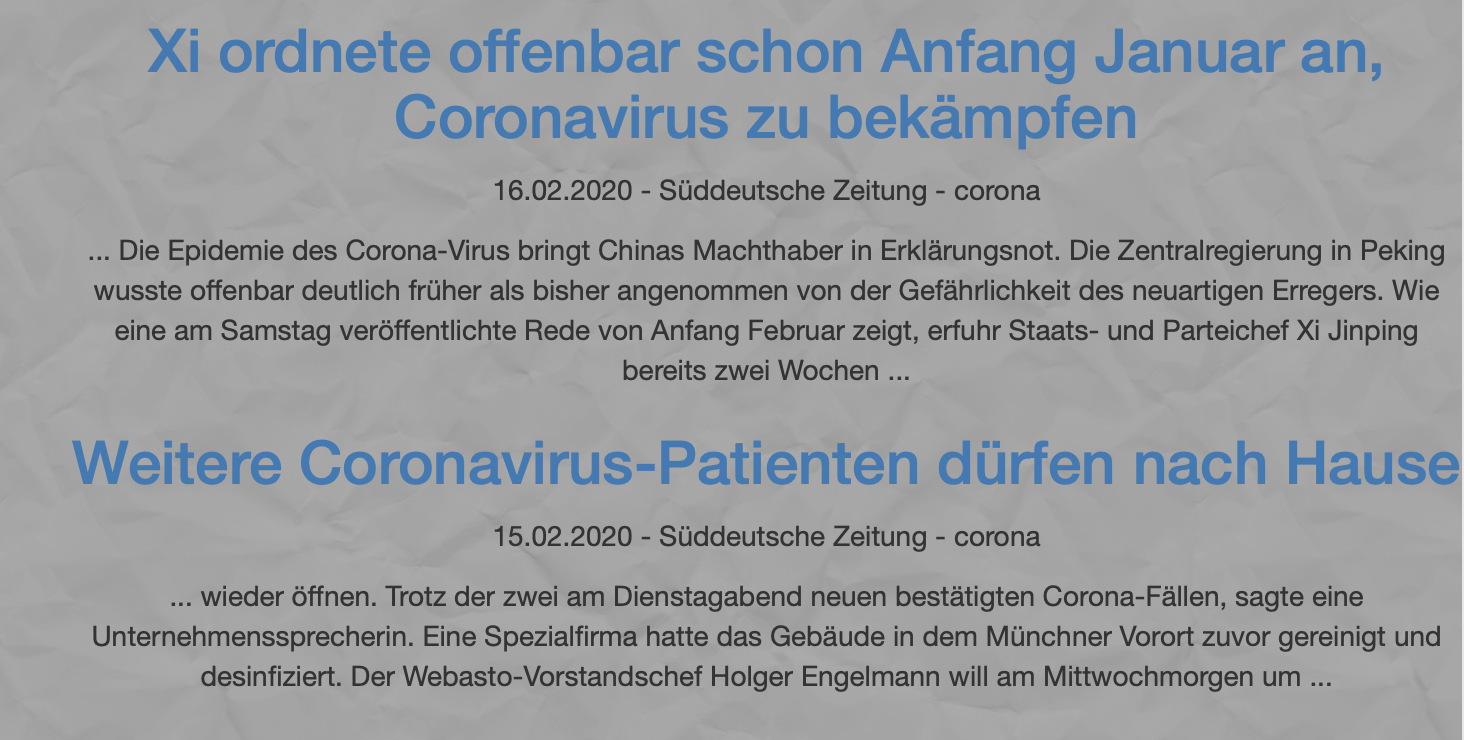 Xi ordnete offenbar schon Anfang Januar an,
Coronavirus zu bekämpfen
16.02.2020 - Süddeutsche Zeitung - corona
... Die Epidemie des Corona-Virus bringt Chinas Machthaber in Erklärungsnot. Die Zentralregierung in Peking
wusste offenbar deutlich früher als bisher angenommen von der Gefährlichkeit des neuartigen Erregers. Wie
eine am Samstag veröffentlichte Rede von Anfang Februar zeigt, erfuhr Staats- und Parteichef Xi Jinping
bereits zwei Wochen ...
Weitere Coronavirus-Patienten dürfen nach Hause
15.02.2020 - Süddeutsche Zeitung - corona
... wieder öffnen. Trotz der zwei am Dienstagabend neuen bestätigten Corona-Fällen, sagte eine
Unternehmenssprecherin. Eine Spezialfirma hatte das Gebäude in dem Münchner Vorort zuvor gereinigt und
desinfiziert. Der Webasto-Vorstandschef Holger Engelmann will am Mittwochmorgen um ...